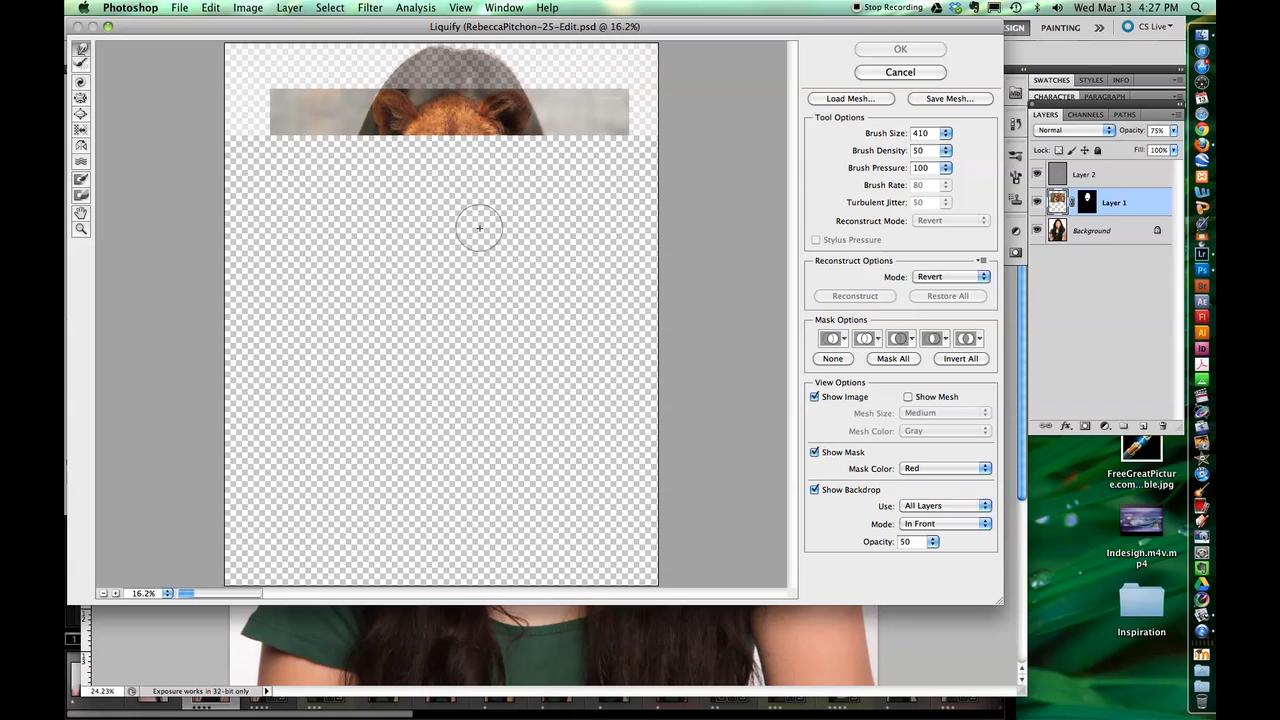 Photoshop File Edit Image Layer Select Filter Analysis View Window Help Stop Recording Wed Mar 13 4:27 PM
Liquify (RebeccaPitchon-25-Edit.psd @ 16.2%)
PAINTING
CS Live
OK
Cancel
Load Mesh...
Save Mesh...
Tool Options
Brush Size: 410
Brush Density: 50
Brush Pressure: 100
Brush Rate: 80
Turbulent Jitter: 50
Reconstruct Mode: Revert
Stylus Pressure
Reconstruct Options
Mode: Revert
Reconstruct
Restore All
Mask Options
None
Mask All
Invert All
View Options
Show Image
Show Mesh
Mesh Size: Medium
Mesh Color: Gray
Show Mask
Mask Color: Red
Show Backdrop
Use: All Layers
Mode: In Front
Opacity: 50
SWATCHES STYLES INFO
CHARACTER PARAGRAPH
LAYERS CHANNELS PATHS
Normal
Opacity: 75%
Lock:
Fill: 100%
Layer 2
Layer 1
Background
FreeGreatPictur
e.com...ble.jpg
Indesign.m4v.m
p4
Inspiration
16.2%
24.23%
Exposure works in 32-bit only